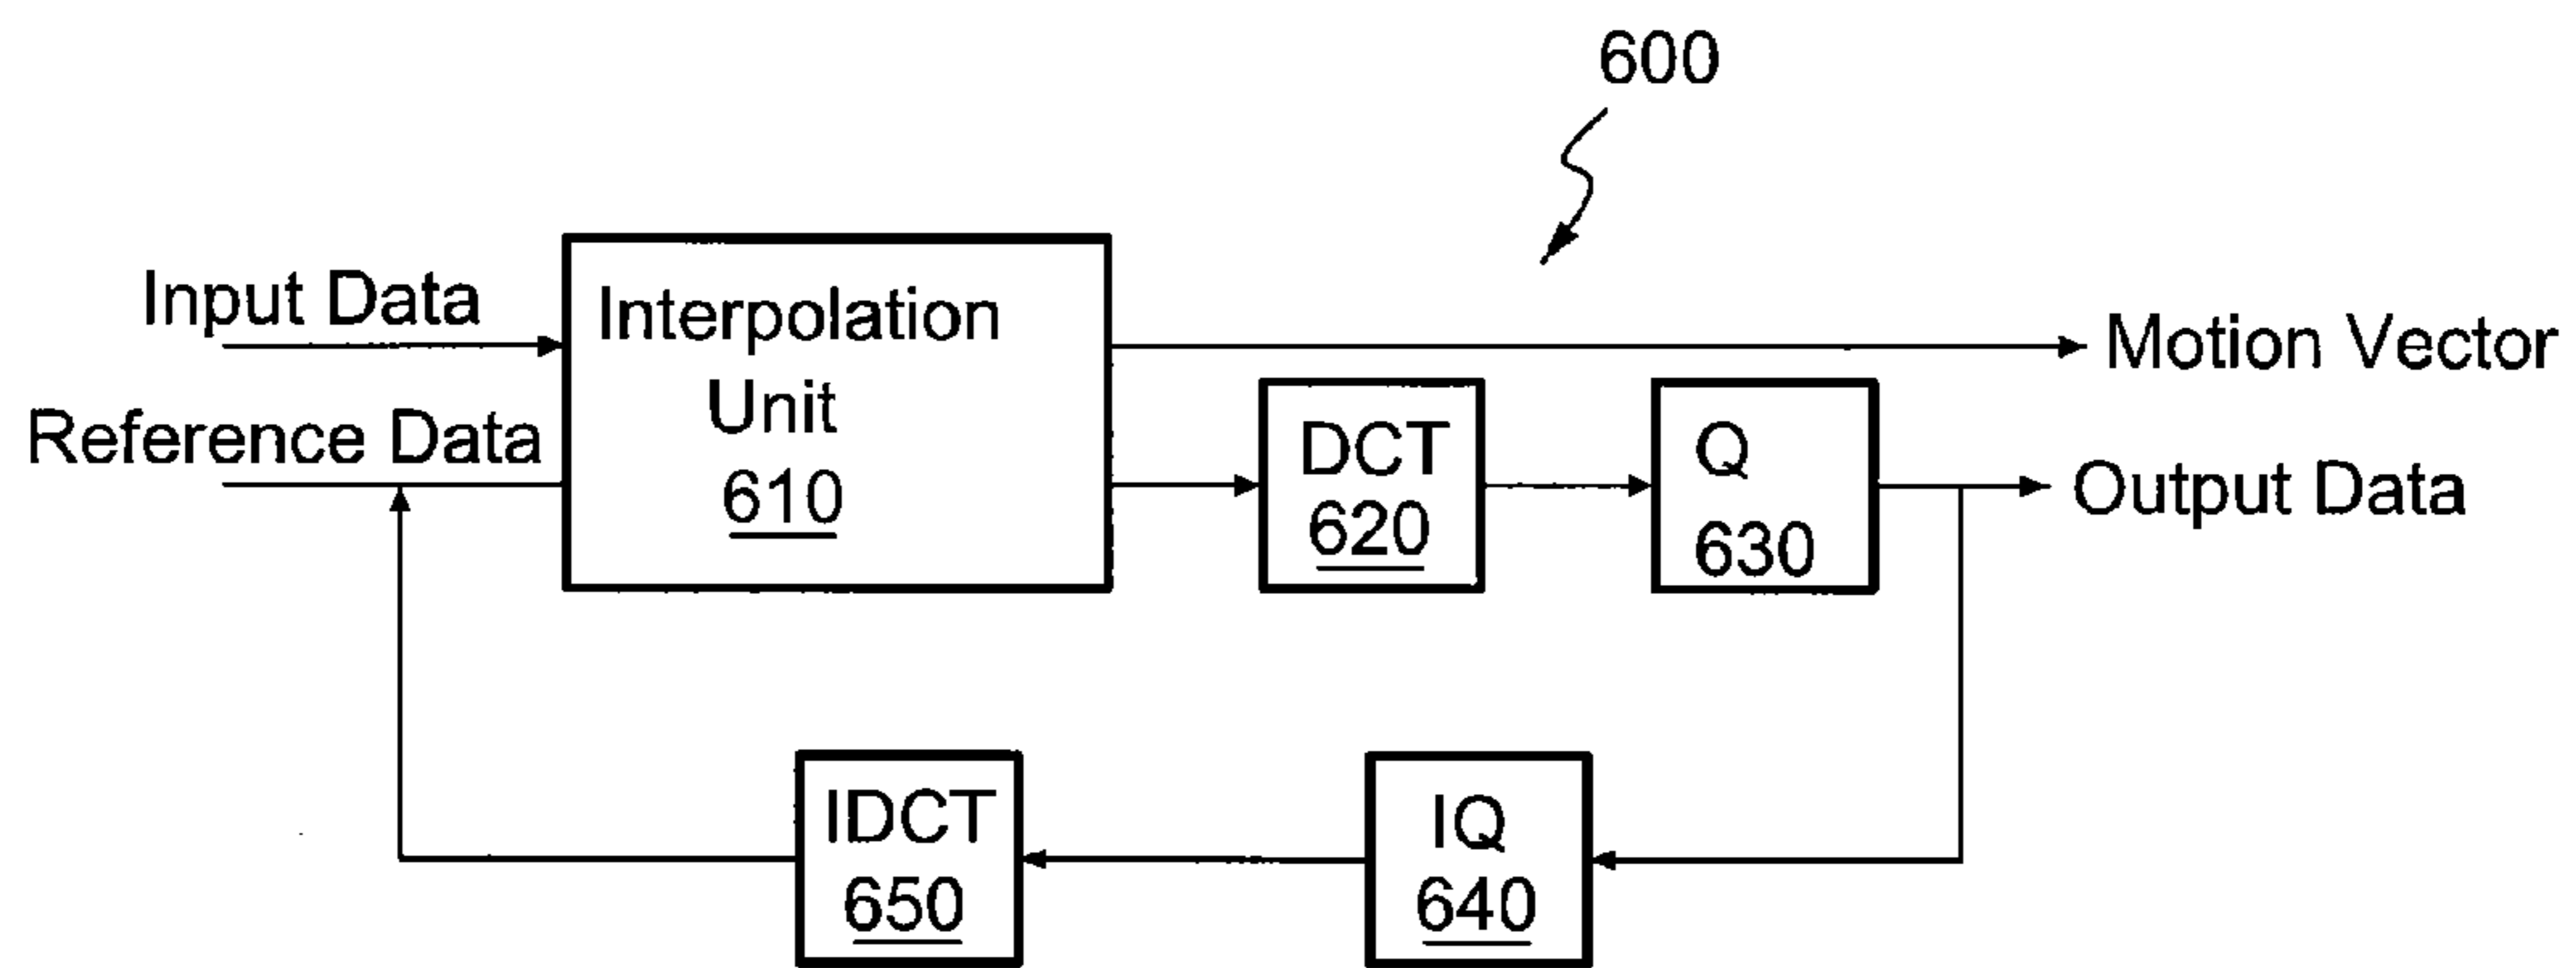 600
Input Data
Reference Data
Interpolation
Unit
610
Motion Vector
DCT
620
Q
630
Output Data
IDCT
650
IQ
640